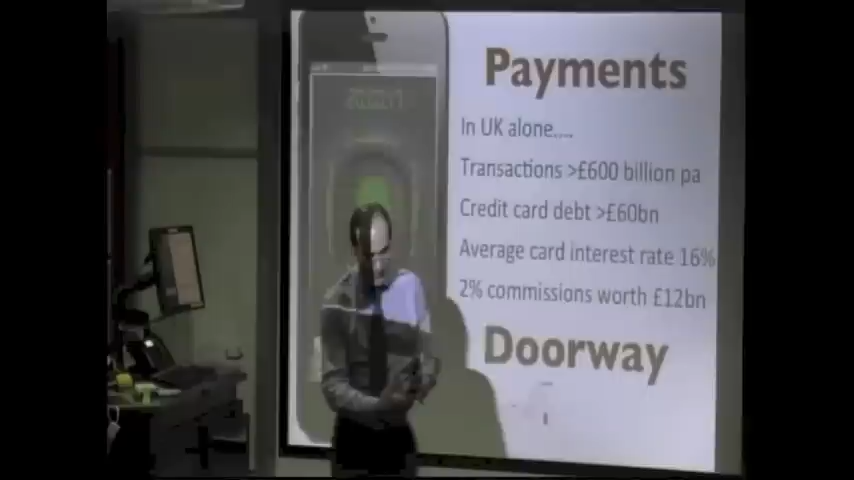 Payments
In UK alone....
Transactions >£600 billion pa
Credit card debt >£60bn
Average card interest rate 16%
2% commissions worth £12bn
Doorway